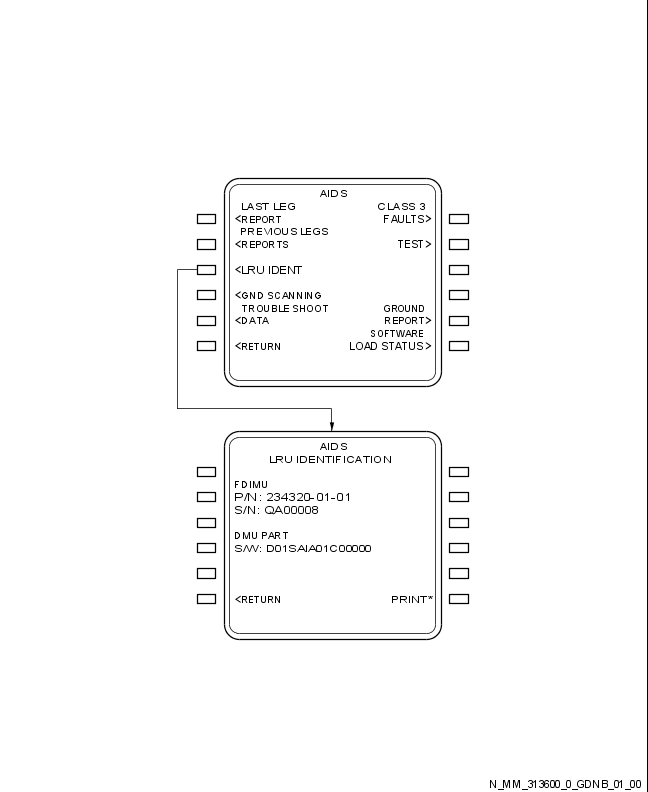 AIDS
LAST LEG CLASS 3
<REPORT FAULTS>
PREVIOUS LEGS
<REPORTS TEST>
<LRU IDENT
<GND SCANNING
TROUBLE SHOOT GROUND
<DATA REPORT>
SOFTWARE
<RETURN LOAD STATUS>
AIDS
LRU IDENTIFICATION
FDIMU
P/N: 234320-01-01
S/N: QA00008
DMU PART
S/W: D01SAIA01C00000
<RETURN PRINT*
N_MM_313600_0_GDNB_01_00